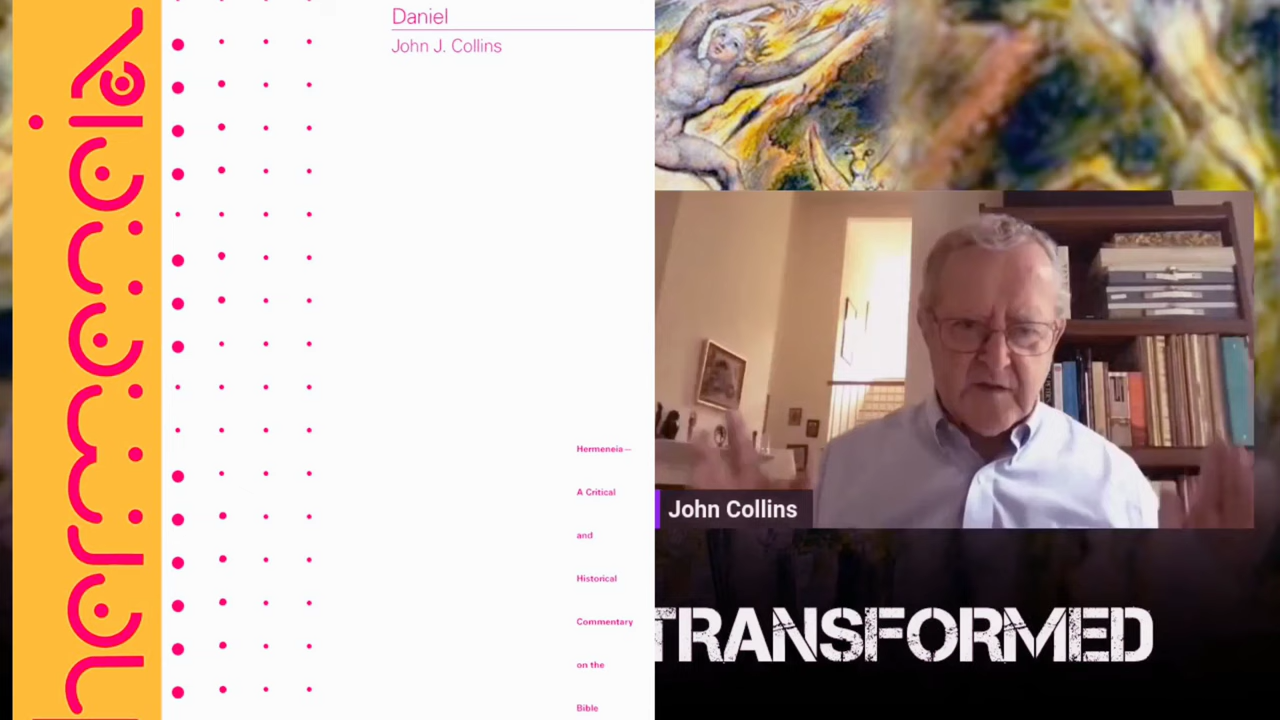 hermeneia
Daniel
John J. Collins
Hermeneia—
A Critical
and
Historical
Commentary
on the
Bible
John Collins
TRANSFORMED